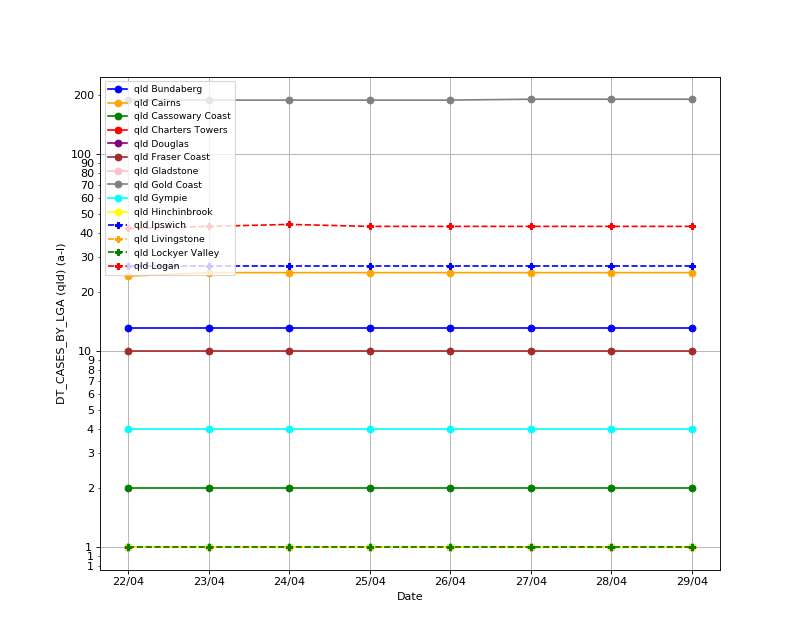 DT_CASES_BY_LGA (qld) (a-l)
200
100
90
80
70
60
50
40
30
20
10
9
8
7
6
5
4
3
2
1
1
1
qld Bundaberg
qld Cairns
qld Cassowary Coast
qld Charters Towers
qld Douglas
qld Fraser Coast
qld Gladstone
qld Gold Coast
qld Gympie
qld Hinchinbrook
qld Ipswich
qld Livingstone
qld Lockyer Valley
qld Logan
22/04 23/04 24/04 25/04 26/04 27/04 28/04 29/04
Date